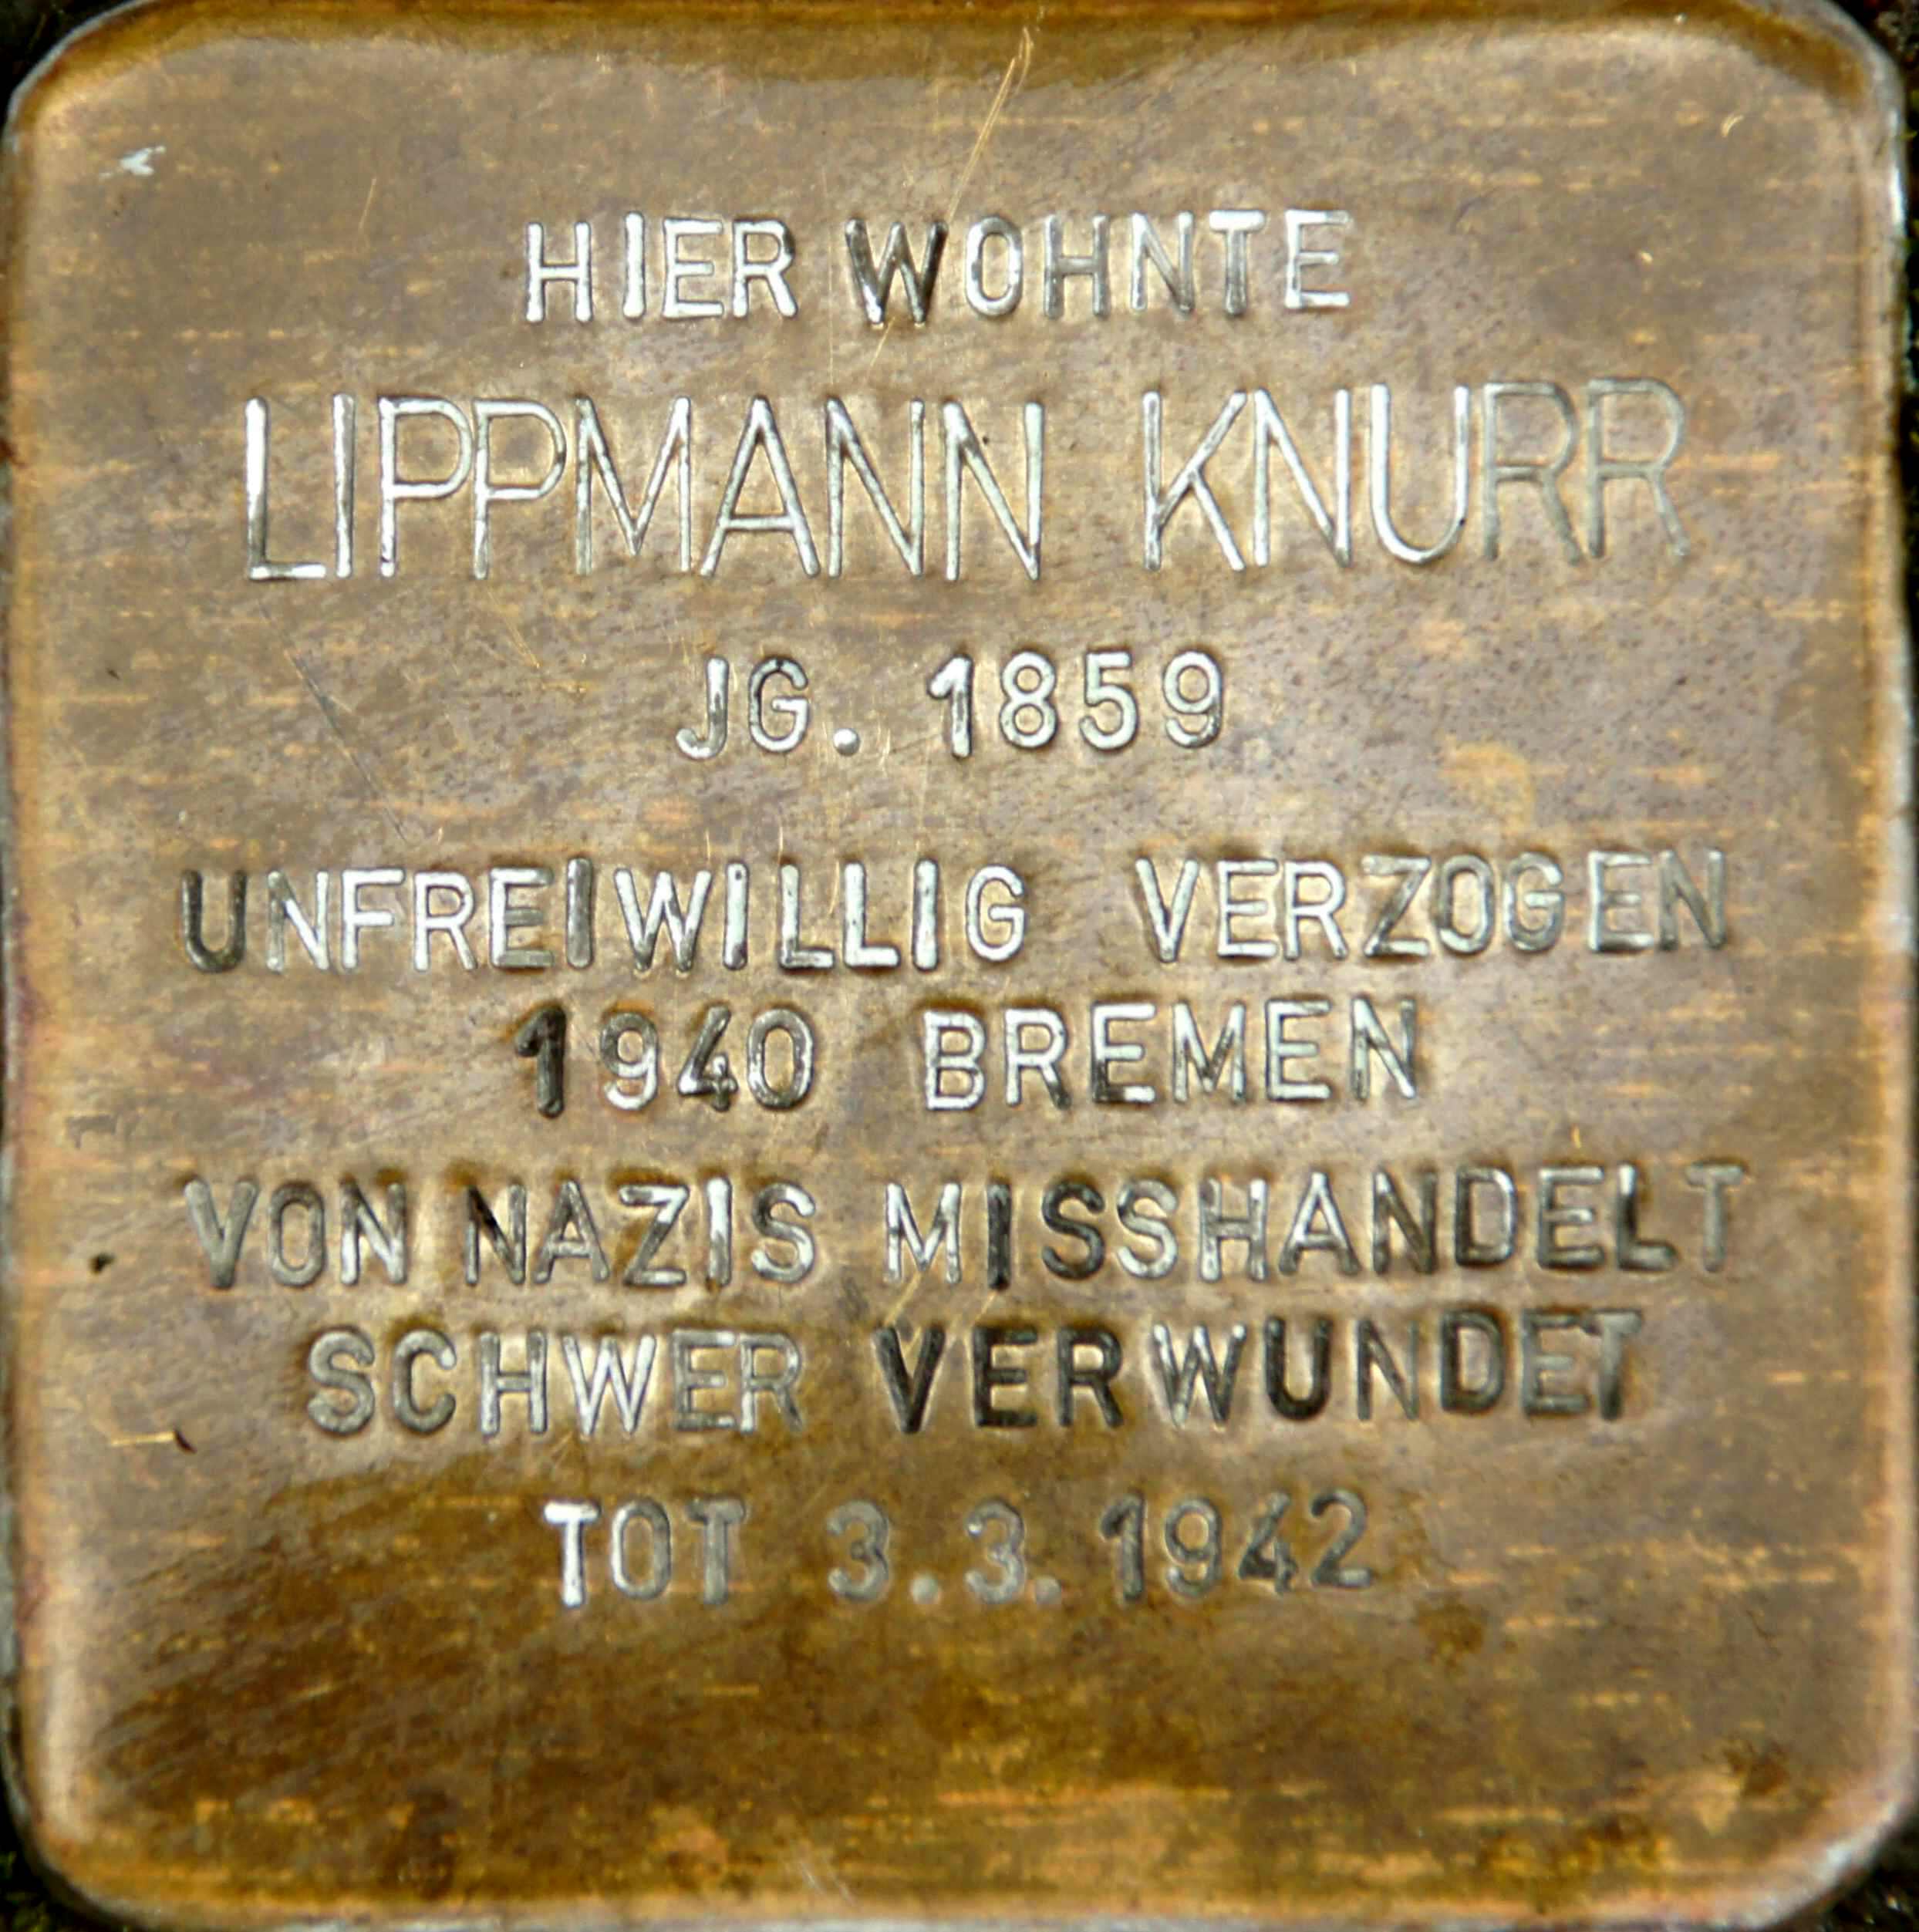 HIER WOHNTE
LIPPMANN KNURR
JG. 1859
UNFREIWILLIG VERZOGEN
1940 BREMEN
VON NAZIS MISSHANDELT
SCHWER VERWUNDET
TOT 3.3.1942